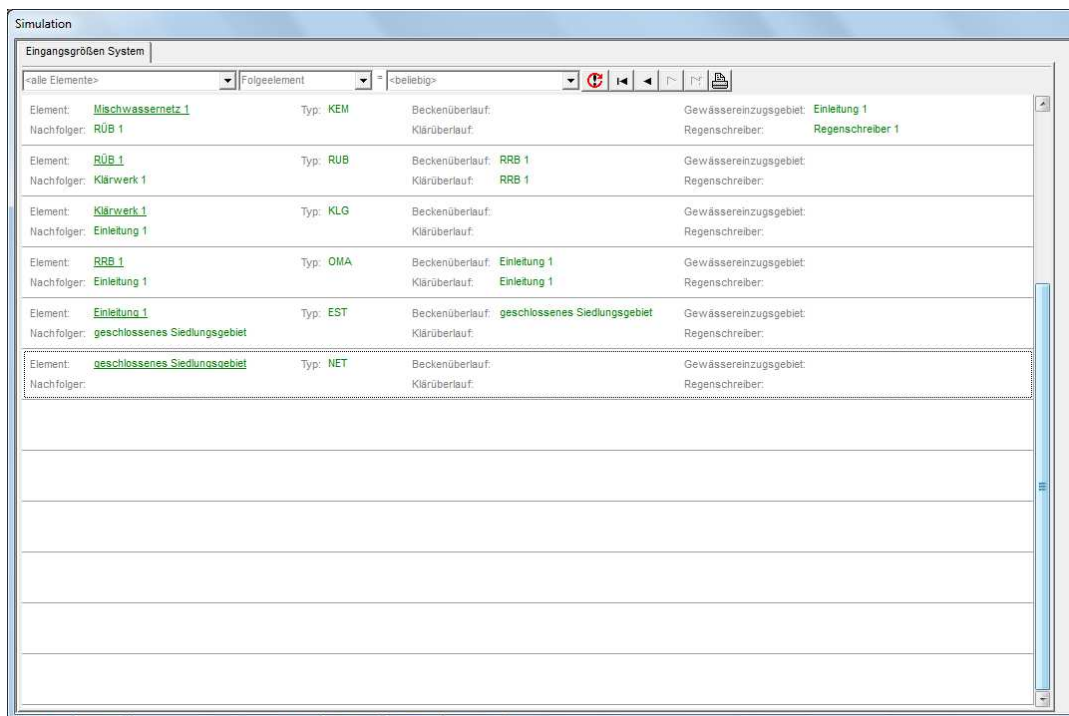 Simulation
Eingangsgrößen System
<alle Elemente> Folgeelement = <beliebig>
Element: Mischwassernetz 1 Typ: KEM Beckenüberlauf: Gewässereinzugsgebiet: Einleitung 1
Nachfolger: RÜB 1 Klärüberlauf: Regenschreiber: Regenschreiber 1
Element: RÜB 1 Typ: RUB Beckenüberlauf: RRB 1 Gewässereinzugsgebiet:
Nachfolger: Klärwerk 1 Klärüberlauf: RRB 1 Regenschreiber:
Element: Klärwerk 1 Typ: KLG Beckenüberlauf: Gewässereinzugsgebiet:
Nachfolger: Einleitung 1 Klärüberlauf: Regenschreiber:
Element: RRB 1 Typ: OMA Beckenüberlauf: Einleitung 1 Gewässereinzugsgebiet:
Nachfolger: Einleitung 1 Klärüberlauf: Einleitung 1 Regenschreiber:
Element: Einleitung 1 Typ: EST Beckenüberlauf: geschlossenes Siedlungsgebiet Gewässereinzugsgebiet:
Nachfolger: geschlossenes Siedlungsgebiet Klärüberlauf: Regenschreiber:
Element: geschlossenes Siedlungsgebiet Typ: NET Beckenüberlauf: Gewässereinzugsgebiet:
Nachfolger: Klärüberlauf: Regenschreiber: